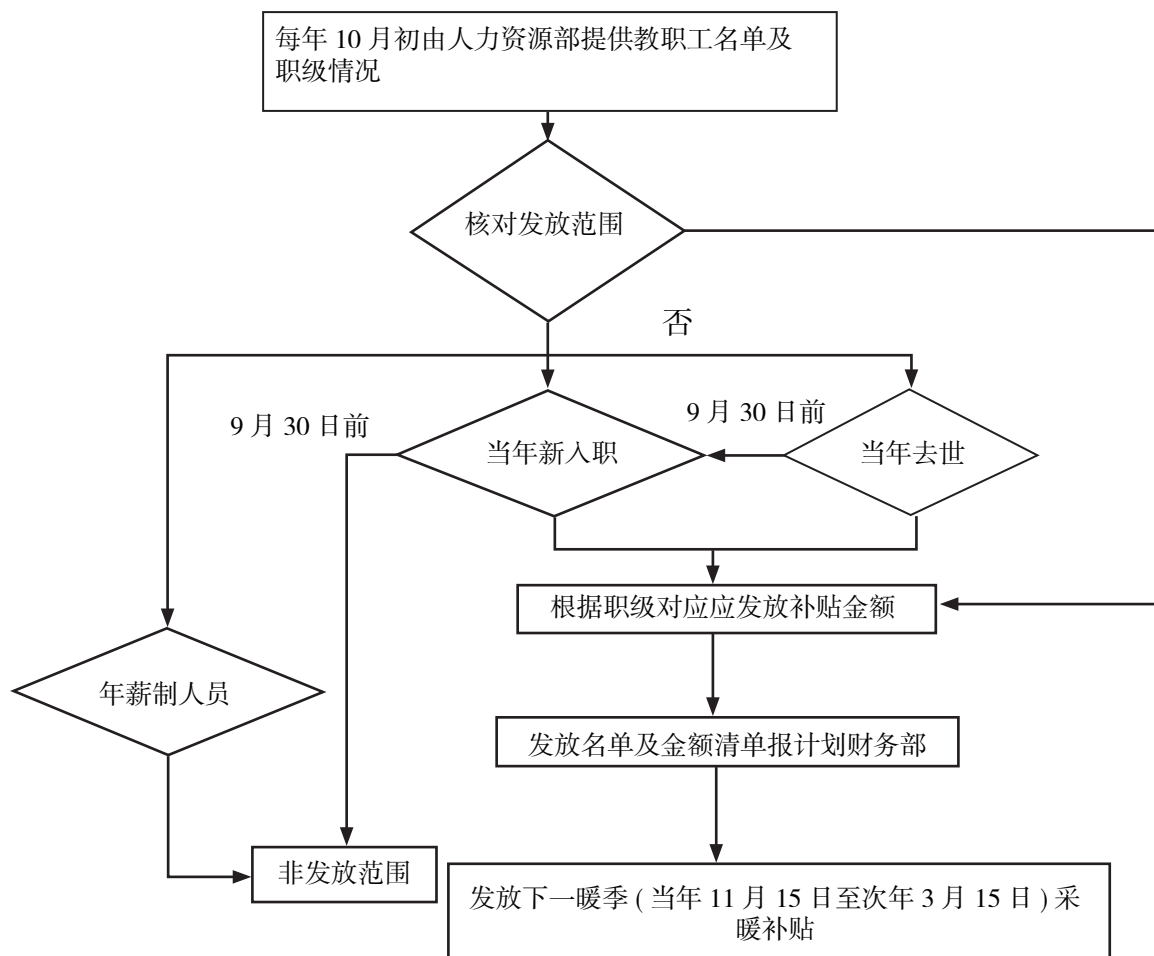 每年 10 月初由人力资源部提供教职工名单及
职级情况
核对发放范围
否
9 月 30 日前
9 月 30 日前
当年新入职
当年去世
根据职级对应应发放补贴金额
年薪制人员
发放名单及金额清单报计划财务部
非发放范围
发放下一暖季 ( 当年 11 月 15 日至次年 3 月 15 日 ) 采
暖补贴